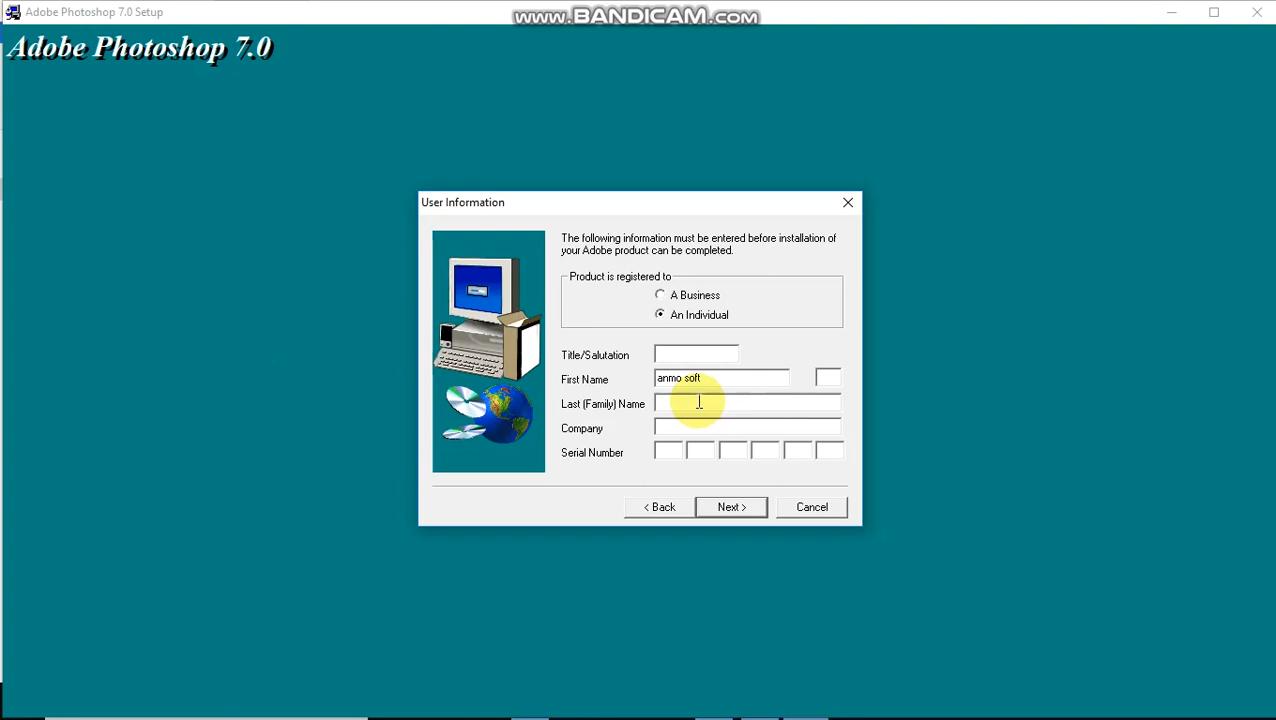 Adobe Photoshop 7.0 Setup
www.BANDICAM.com
Adobe Photoshop 7.0
User Information
The following information must be entered before installation of
your Adobe product can be completed.
Product is registered to
A Business
An Individual
Title/Salutation
First Name anmo soft
Last (Family) Name
Company
Serial Number
< Back Next > Cancel